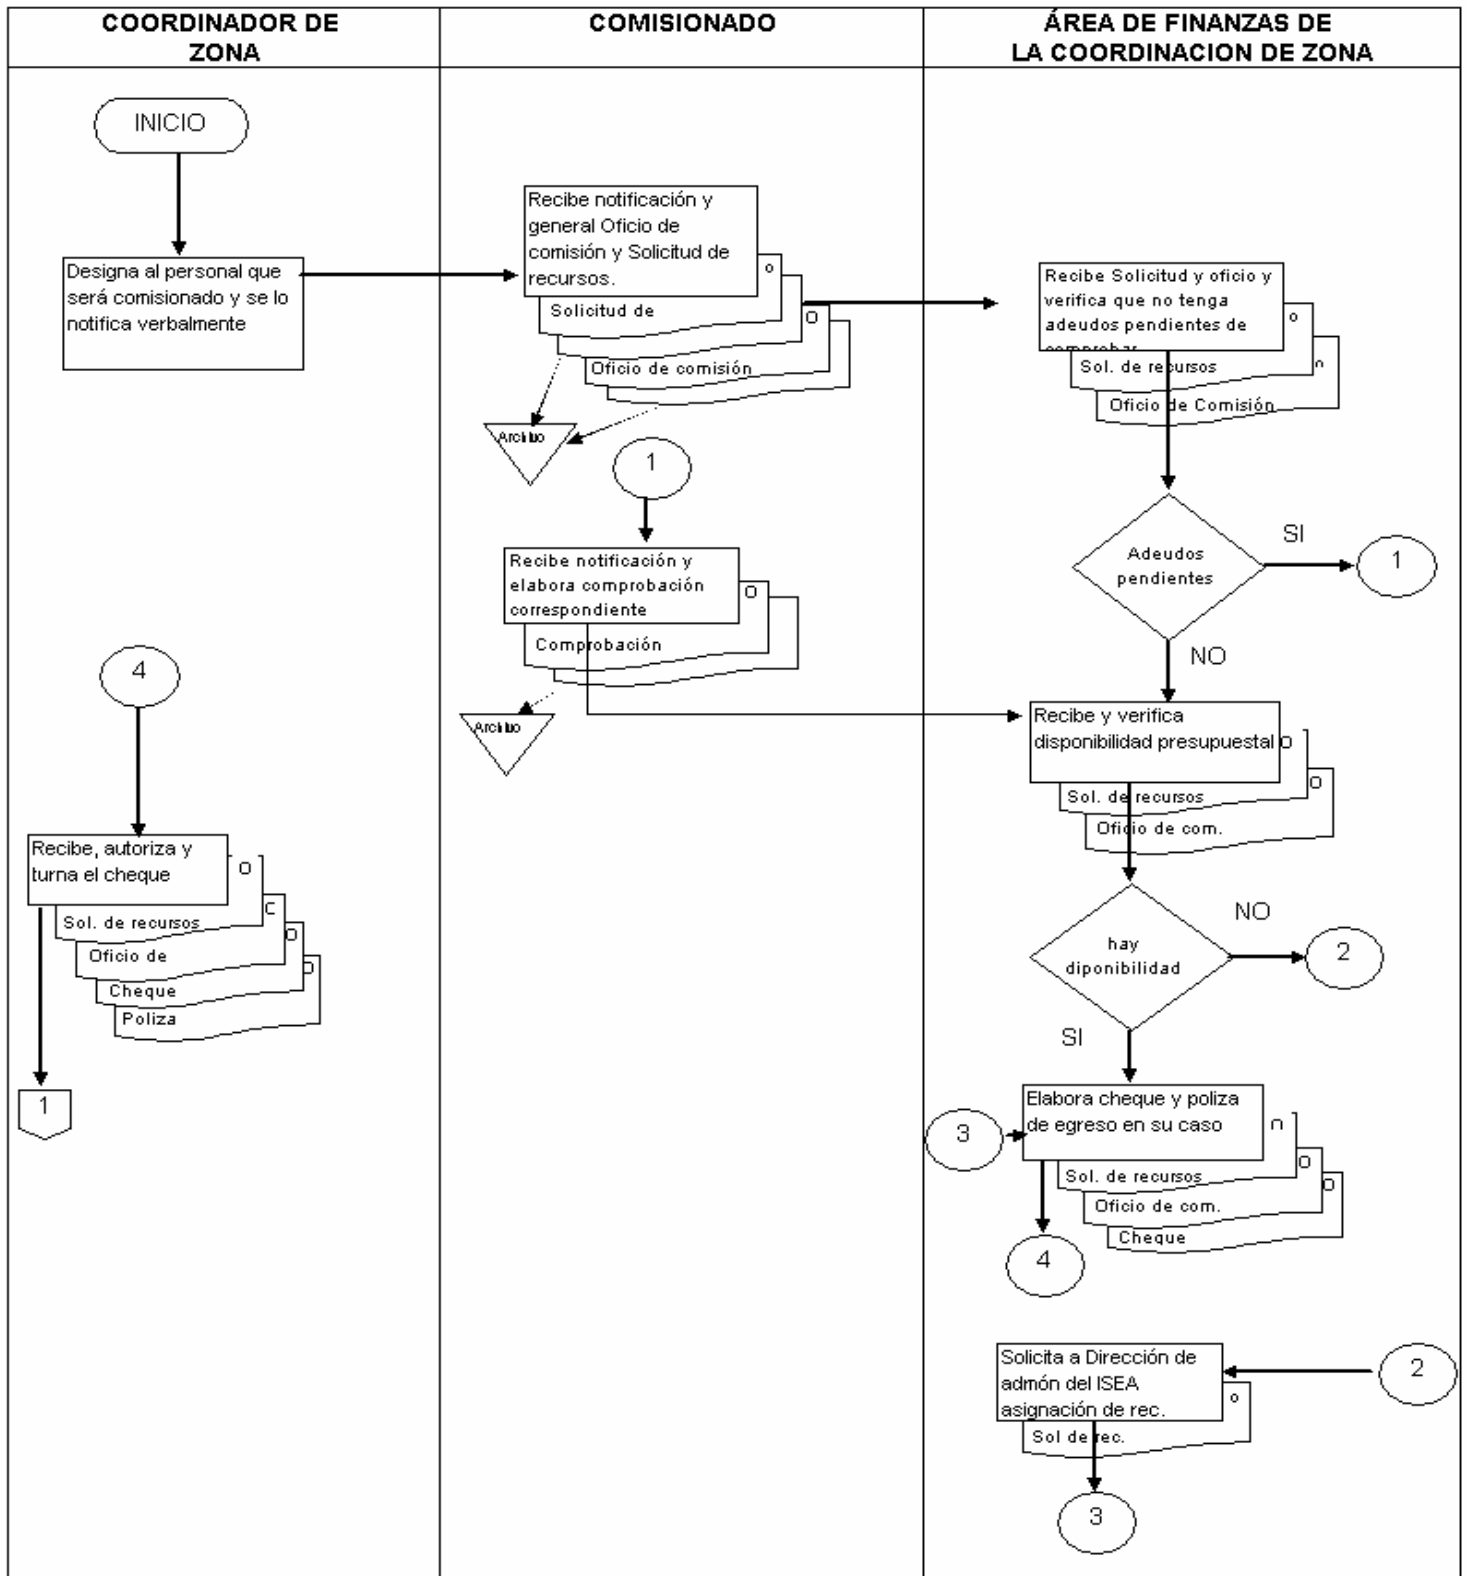 COORDINADOR DE
ZONA
COMISIONADO
ÁREA DE FINANZAS DE
LA COORDINACION DE ZONA
INICIO
Designa al personal que
será comisionado y se lo
notifica verbalmente
4
Recibe, autoriza y
turna el cheque
O
Sol. de recursos
C
Oficio de
O
Cheque
O
Poliza
1
Recibe notificación y
general Oficio de
comisión y Solicitud de
recursos.
o
Solicitud de
O
Oficio de comisión
Archivo
1
Recibe notificación y
elabora comprobación
correspondiente
O
Comprobación
Archivo
Recibe Solicitud y oficio y
verifica que no tenga
adeudos pendientes de
comprobar
o
Sol. de recursos
n
Oficio de Comisión
Adeudos
pendientes
SI
1
NO
Recibe y verifica
disponibilidad presupuestal
O
Sol. de recursos
O
Oficio de com.
hay
diponibilidad
NO
2
SI
Elabora cheque y poliza
de egreso en su caso
3
n
Sol. de recursos
O
Oficio de com.
O
Cheque
4
Solicita a Dirección de
admón del ISEA
asignación de rec.
2
o
Sol de rec.
3